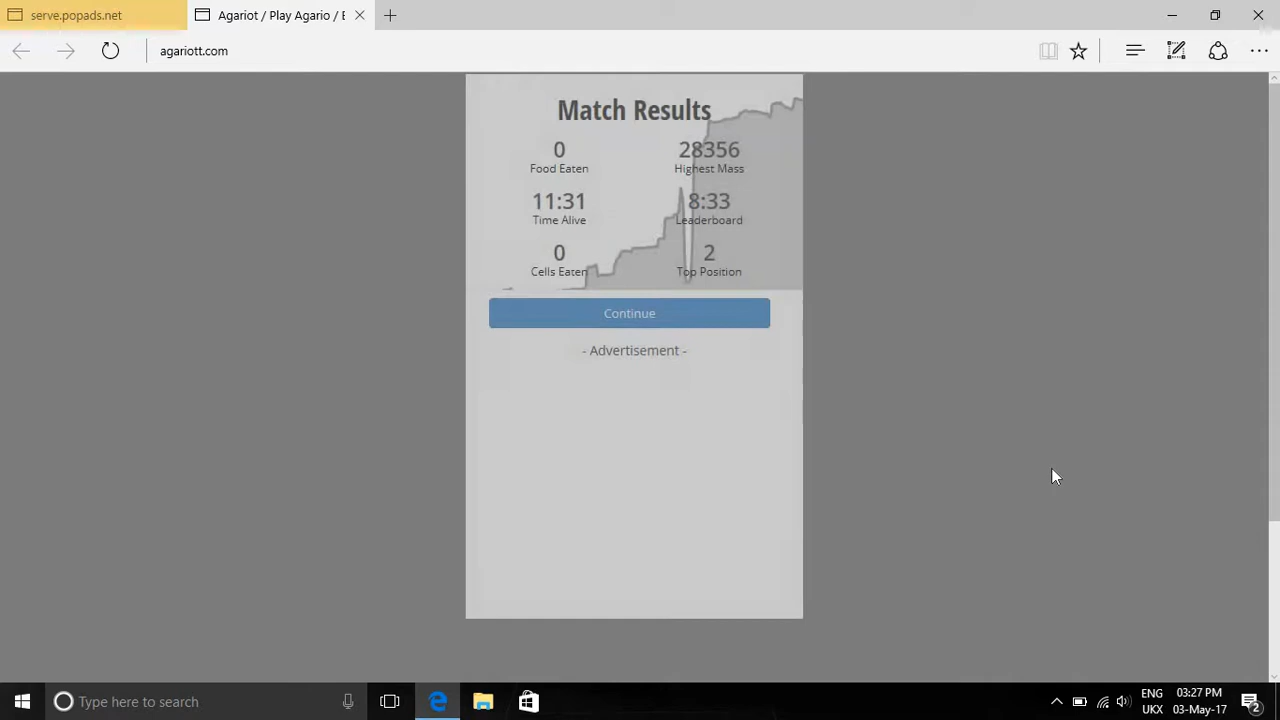 serve.popads.net
Agariot / Play Agario / E
agariott.com
Match Results
0
28356
Food Eaten
Highest Mass
11:31
8:33
Time Alive
Leaderboard
0
2
Cells Eaten
Top Position
Continue
- Advertisement -
Type here to search
ENG
03:27 PM
UKX
03-May-17
2